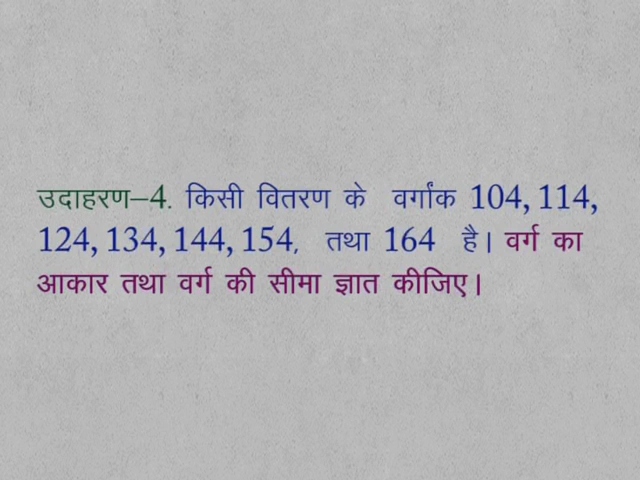 उदाहरण–4. किसी वितरण के वर्गांक 104, 114,
124, 134, 144, 154, तथा 164 है। वर्ग का
आकार तथा वर्ग की सीमा ज्ञात कीजिए।